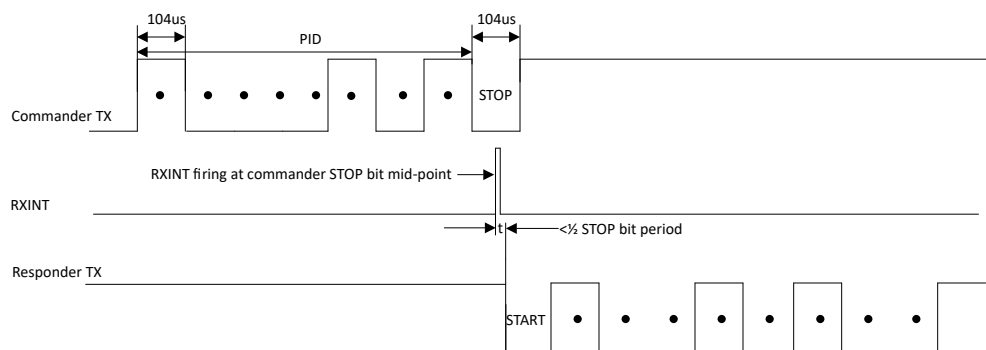 104us
104us
PID
STOP
Commander TX
RXINT firing at commander STOP bit mid-point
RXINT
t
<½ STOP bit period
Responder TX
START